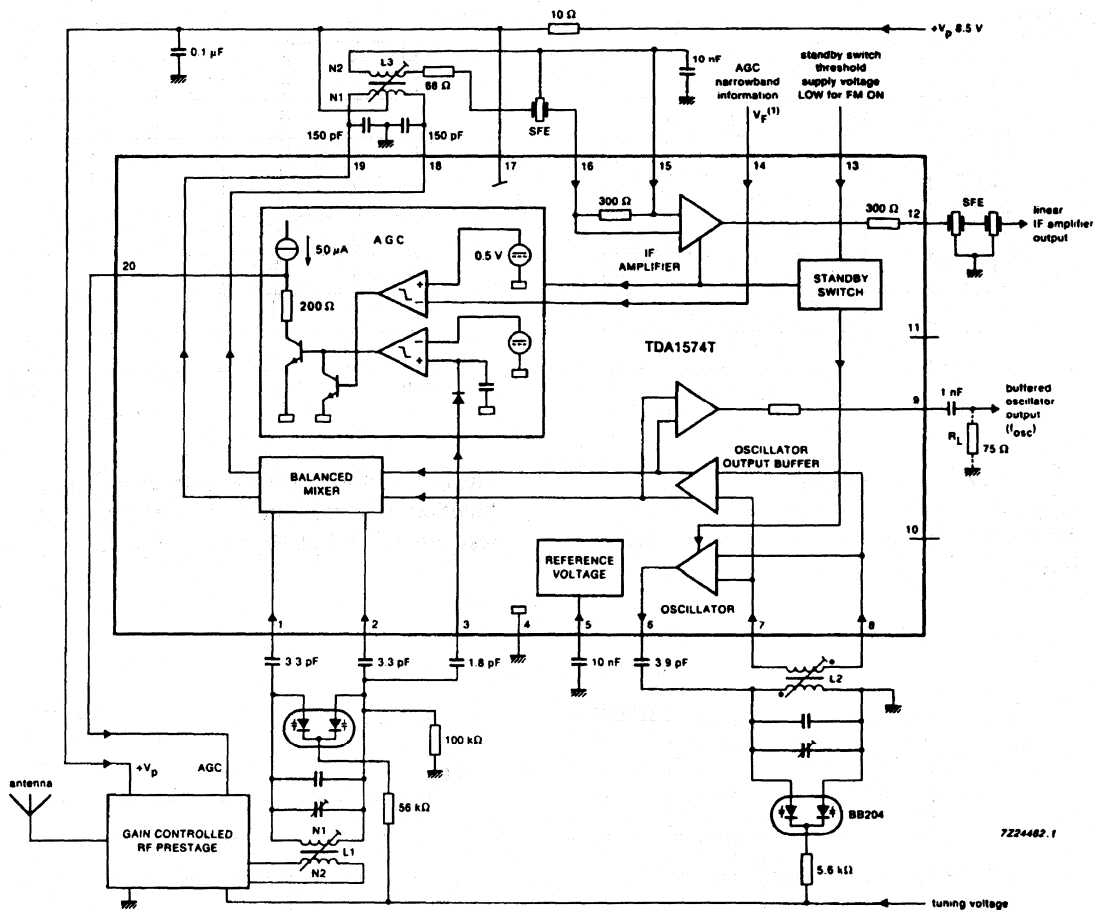 10 Ω
+Vp 8.5 V
0.1 µF
N2
L3
N1
68 Ω
SFE
10 nF
AGC
narrowband
information
VF(1)
standby switch
threshold
supply voltage
LOW for FM ON
150 pF
150 pF
19
18
17
16
15
14
13
300 Ω
IF
AMPLIFIER
300 Ω
12
SFE
linear
IF amplifier
output
STANDBY
SWITCH
AGC
50 µA
20
200 Ω
0.5 V
TDA1574T
11
9
1 nF
buffered
oscillator
output
(fosc)
RL
75 Ω
OSCILLATOR
OUTPUT BUFFER
BALANCED
MIXER
10
REFERENCE
VOLTAGE
OSCILLATOR
1
2
3
4
5
6
7
8
3.3 pF
3.3 pF
1.8 pF
10 nF
3.9 pF
L2
100 kΩ
+Vp
AGC
antenna
56 kΩ
GAIN CONTROLLED
RF PRESTAGE
N1
L1
N2
BB204
5.6 kΩ
7Z24462.1
tuning voltage